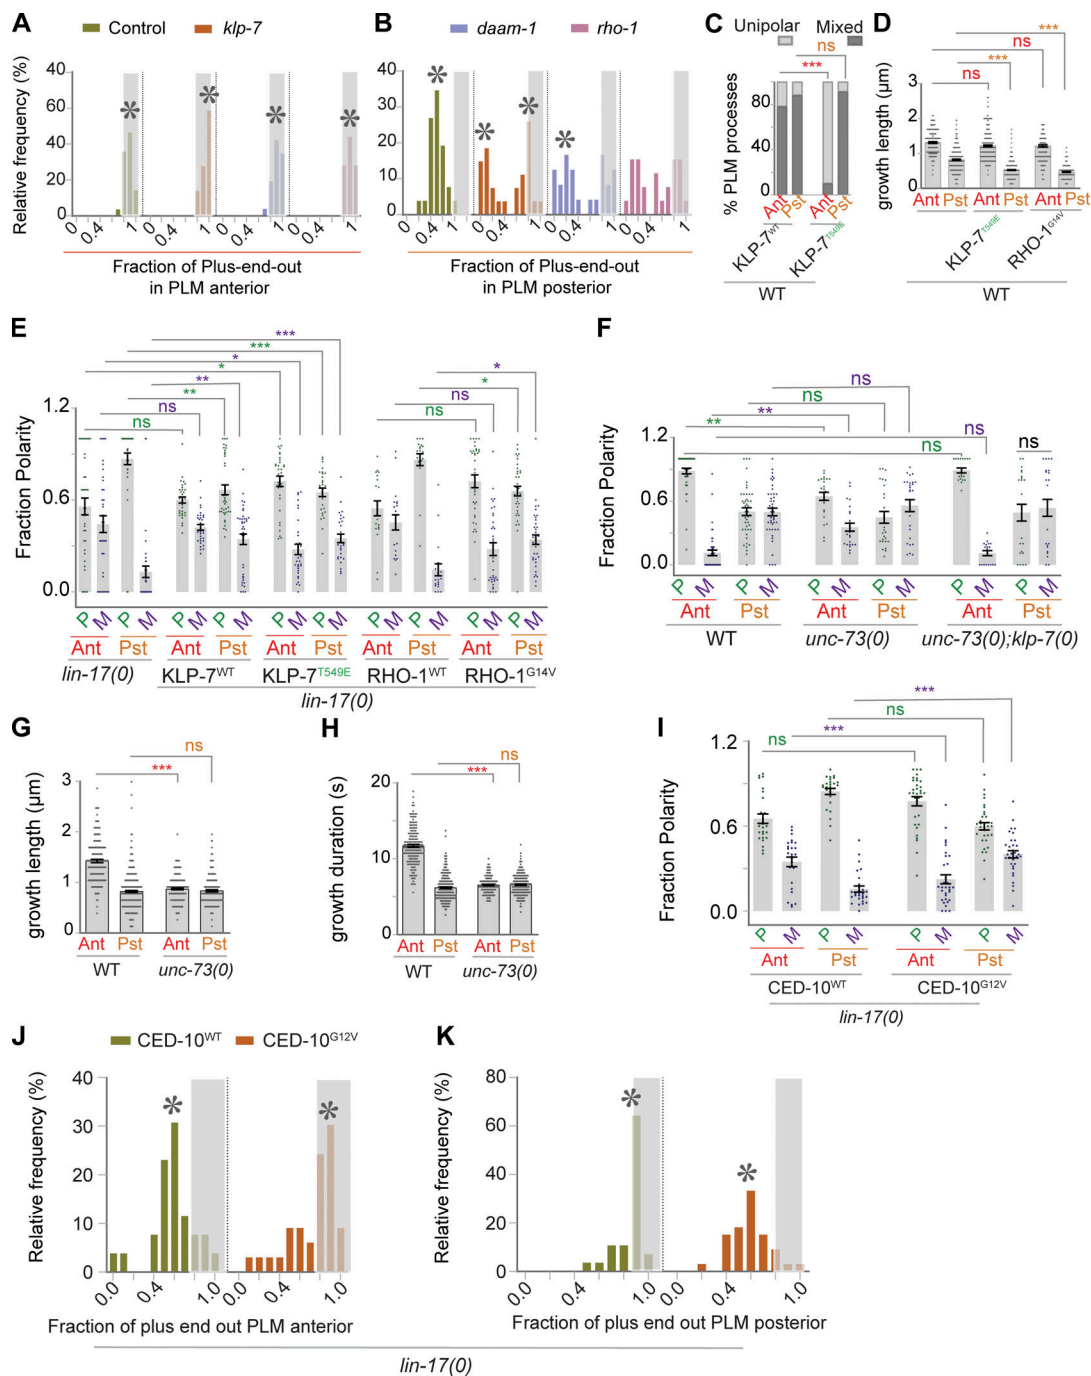 A
Control
klp-7
Relative frequency (%)
80
60
40
20
0
0
0.4
1
0
0.4
1
0
0.4
1
0
0.4
1
Fraction of Plus-end-out
in PLM anterior
B
daam-1
rho-1
40
30
20
10
0
0
0.4
1
0
0.4
1
0
0.4
1
0
0.4
1
Fraction of Plus-end-out
in PLM posterior
C
Unipolar
Mixed
ns
***
% PLM processes
100
50
0
Ant
Pst
Ant
Pst
KLP-7WT
KLP-7T549E
WT
D
***
ns
***
ns
growth length (µm)
3
2
1
0
Ant Pst
Ant Pst
Ant Pst
KLP-7T549E
RHO-1G14V
WT
E
***
***
*
*
**
**
ns
ns
*
*
ns
ns
Fraction Polarity
1.2
0.6
0.0
P M P M P M P M P M P M P M P M P M P M
Ant Pst Ant Pst Ant Pst Ant Pst Ant Pst
lin-17(0)
KLP-7WT
KLP-7T549E
RHO-1WT
RHO-1G14V
lin-17(0)
F
ns
ns
**
**
ns
ns
ns
Fraction Polarity
1.2
0.6
0.0
P M P M P M P M P M P M
Ant Pst Ant Pst Ant Pst
WT
unc-73(0)
unc-73(0);klp-7(0)
G
ns
***
growth length (µm)
3
2
1
0
Ant Pst Ant Pst
WT
unc-73(0)
H
ns
***
growth duration (s)
20
10
0
Ant Pst Ant Pst
WT
unc-73(0)
I
***
ns
***
ns
Fraction Polarity
1.2
0.6
0.0
P M P M P M P M
Ant Pst Ant Pst
CED-10WT
CED-10G12V
lin-17(0)
J
CED-10WT
CED-10G12V
Relative frequency (%)
40
30
20
10
0
0.0
0.4
1.0
0.0
0.4
1.0
Fraction of plus end out PLM anterior
K
Relative frequency (%)
80
60
40
20
0
0.0
0.4
1.0
0.0
0.4
1.0
Fraction of plus end out PLM posterior
lin-17(0)